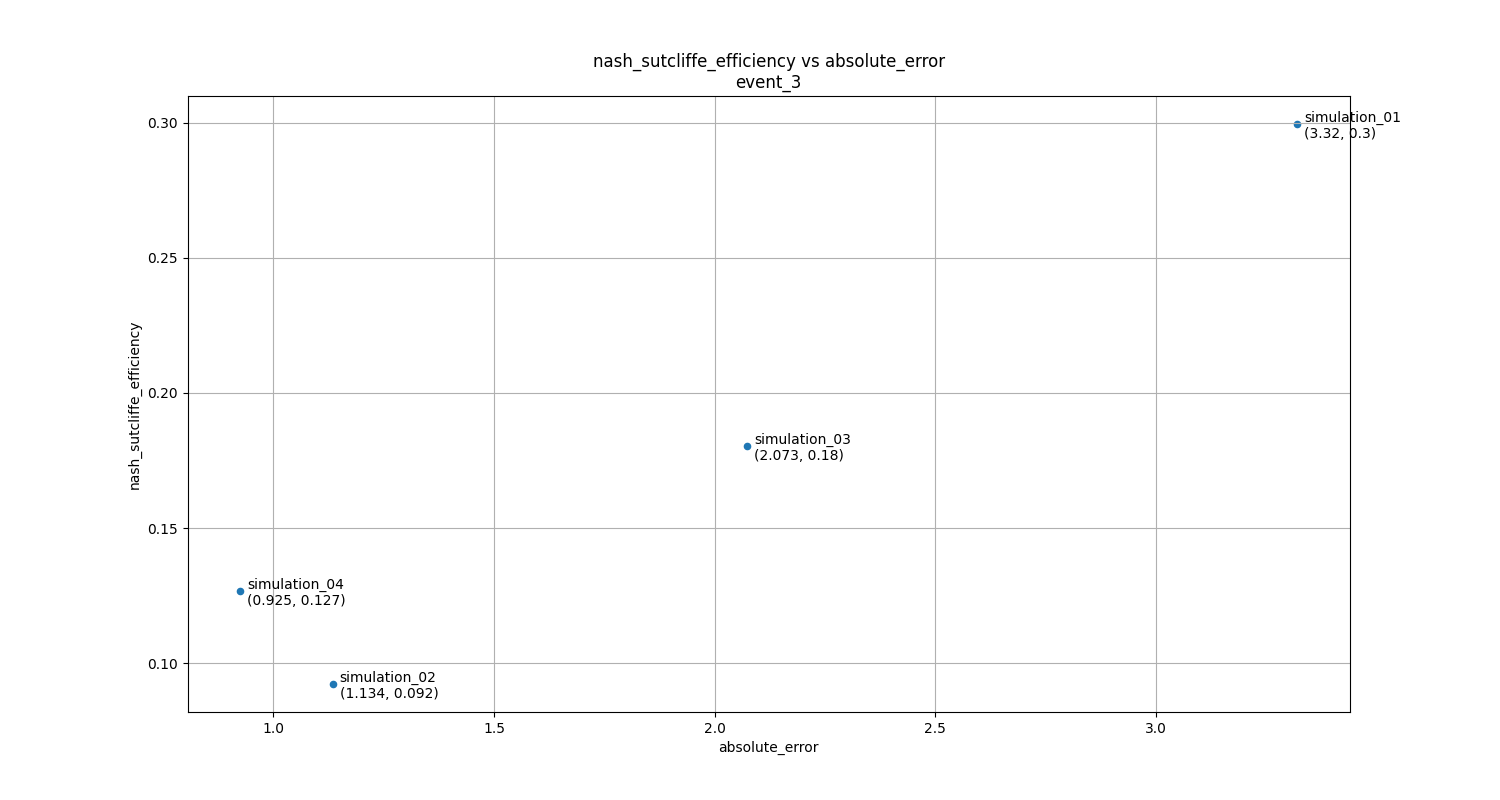 nash_sutcliffe_efficiency vs absolute_error
event_3
nash_sutcliffe_efficiency
0.30
0.25
0.20
0.15
0.10
simulation_01
(3.32, 0.3)
simulation_03
(2.073, 0.18)
simulation_04
(0.925, 0.127)
simulation_02
(1.134, 0.092)
1.0
1.5
2.0
2.5
3.0
absolute_error